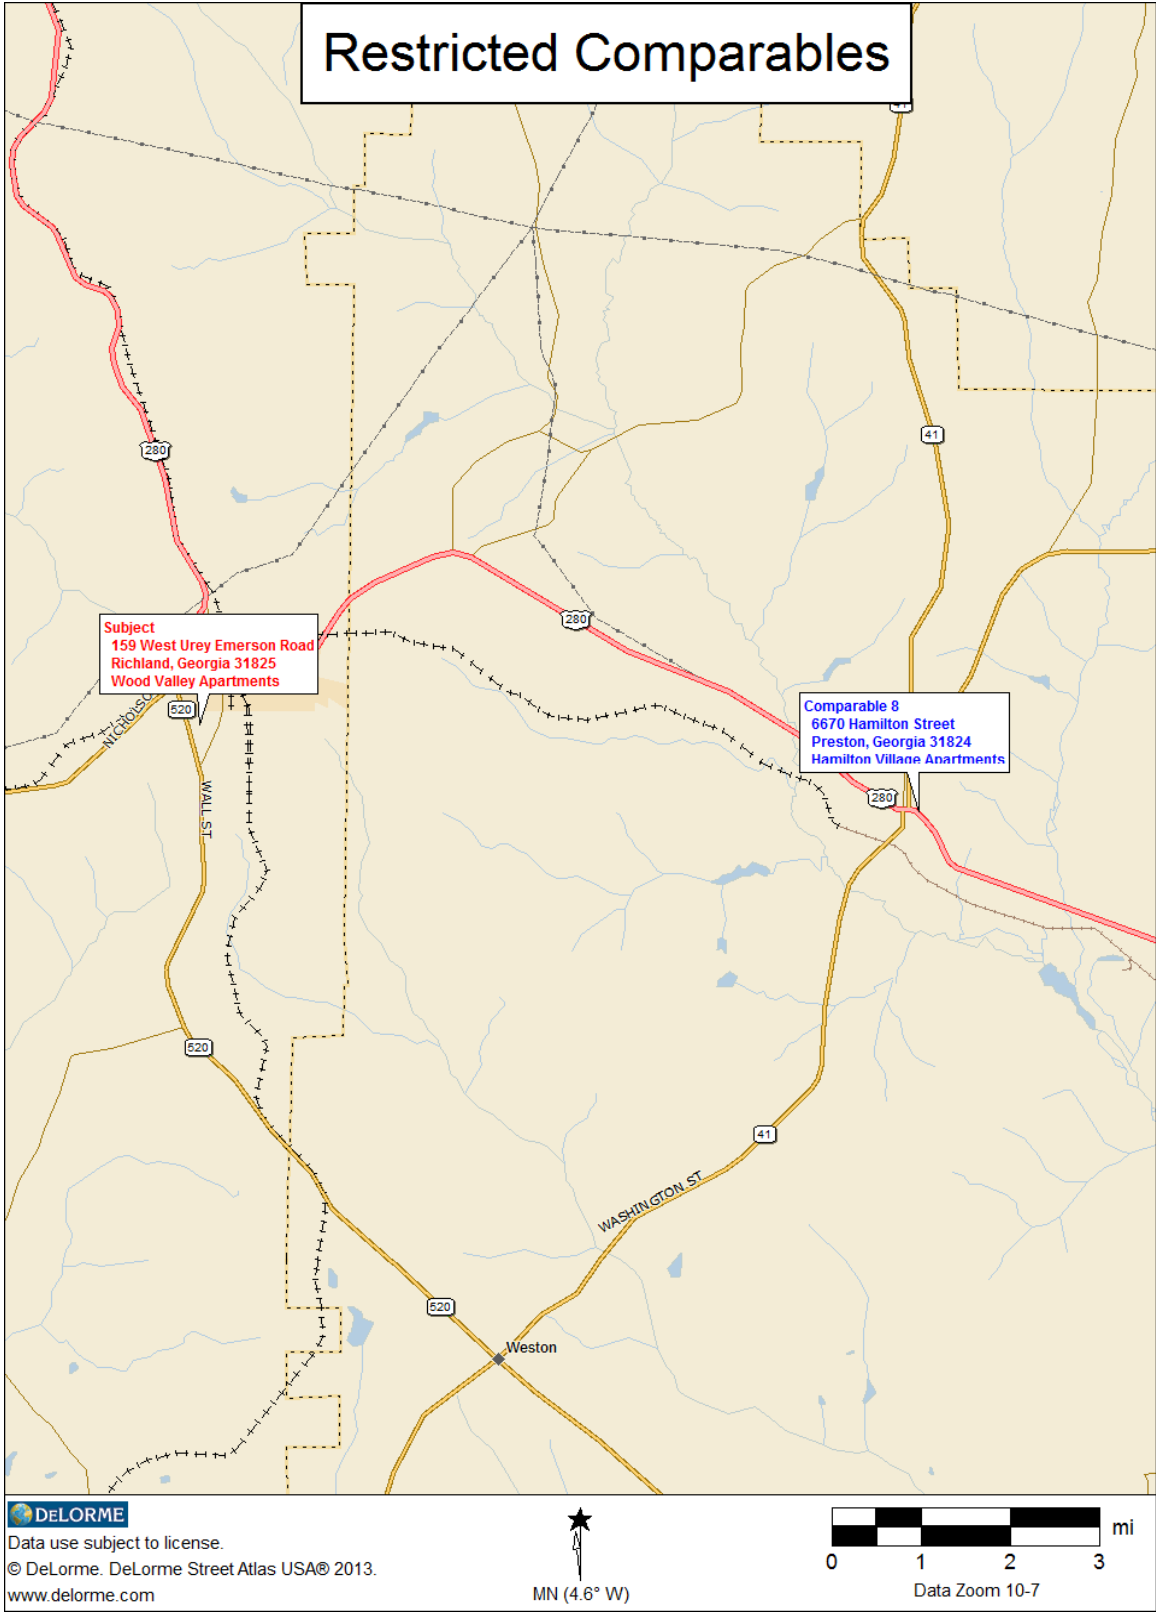 Restricted Comparables
41
280
41
280
Subject
159 West Urey Emerson Road
Richland, Georgia 31825
Wood Valley Apartments
520
NICHOLSO
Comparable 8
6670 Hamilton Street
Preston, Georgia 31824
Hamilton Village Apartments
280
WALL ST
520
41
WASHINGTON ST
520
Weston
DELORME
Data use subject to license.
© DeLorme. DeLorme Street Atlas USA® 2013.
www.delorme.com
MN (4.6° W)
mi
0 1 2 3
Data Zoom 10-7